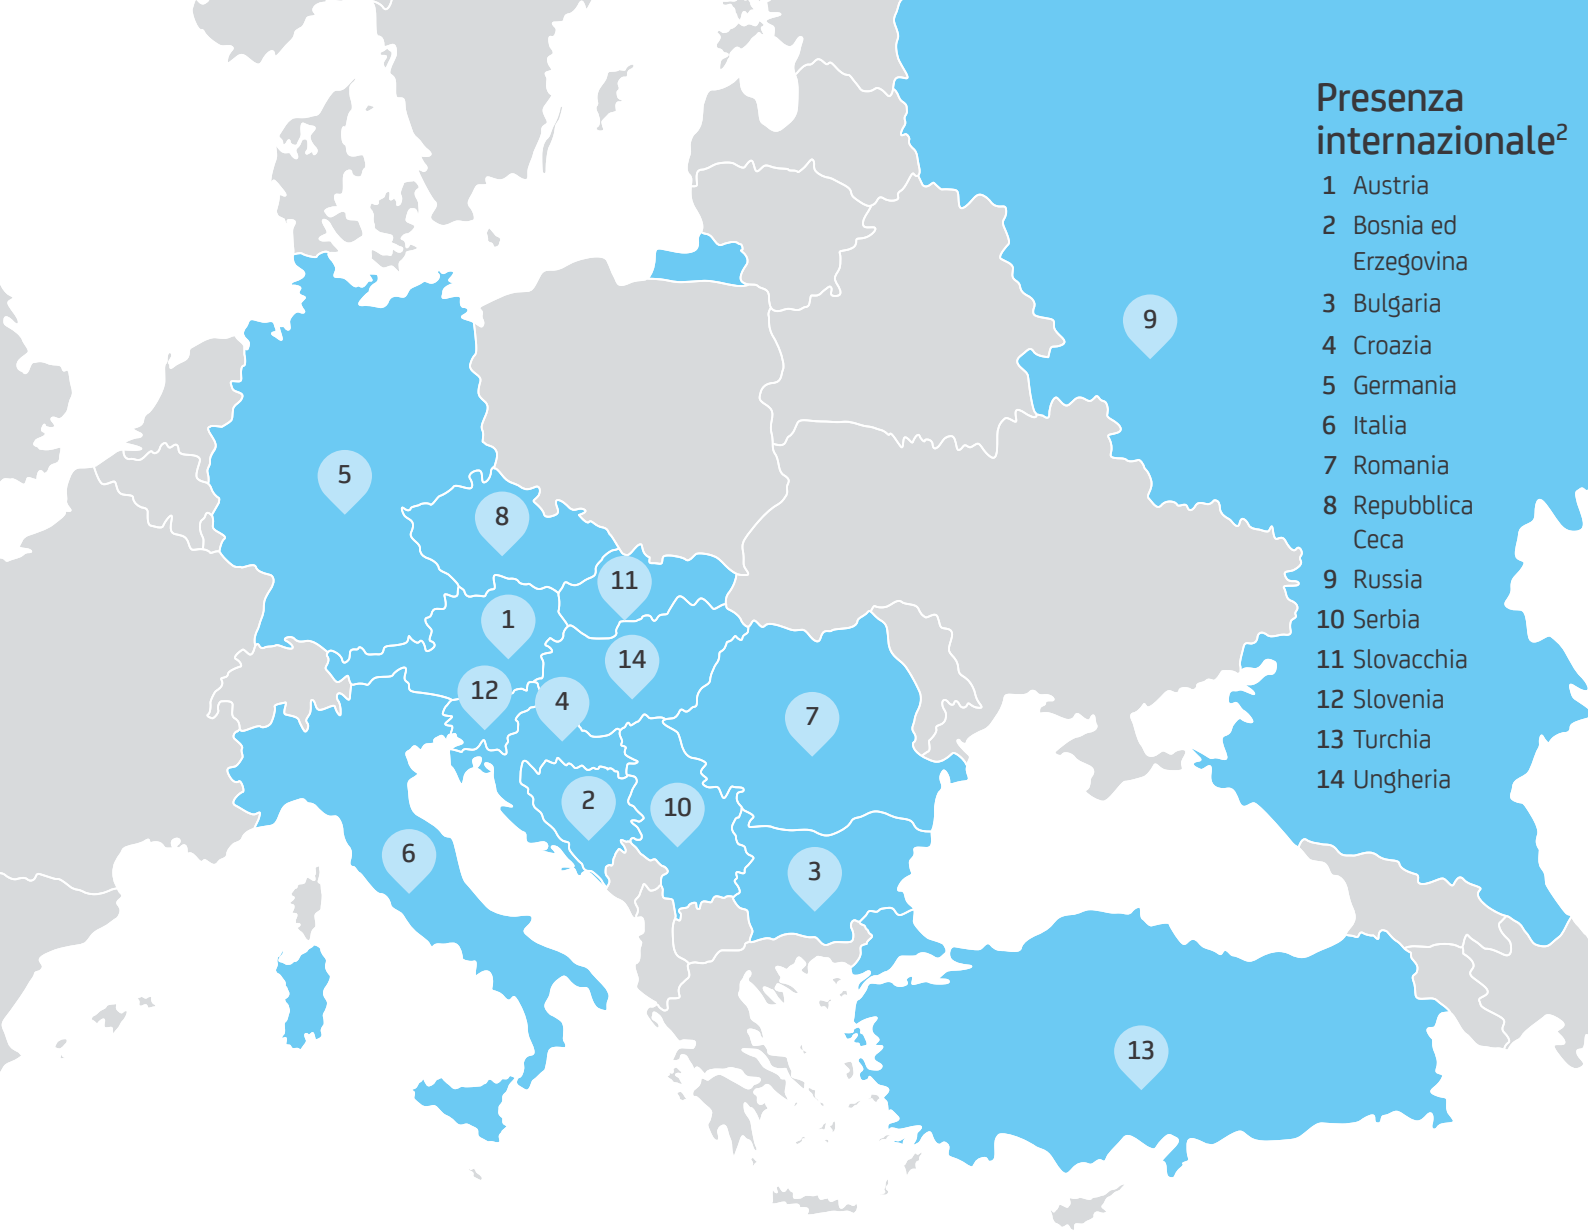 Presenza
internazionale²
1 Austria
2 Bosnia ed
Erzegovina
3 Bulgaria
4 Croazia
5 Germania
6 Italia
7 Romania
8 Repubblica
Ceca
9 Russia
10 Serbia
11 Slovacchia
12 Slovenia
13 Turchia
14 Ungheria
9
5
8
11
1
14
12
4
7
2
10
6
3
13